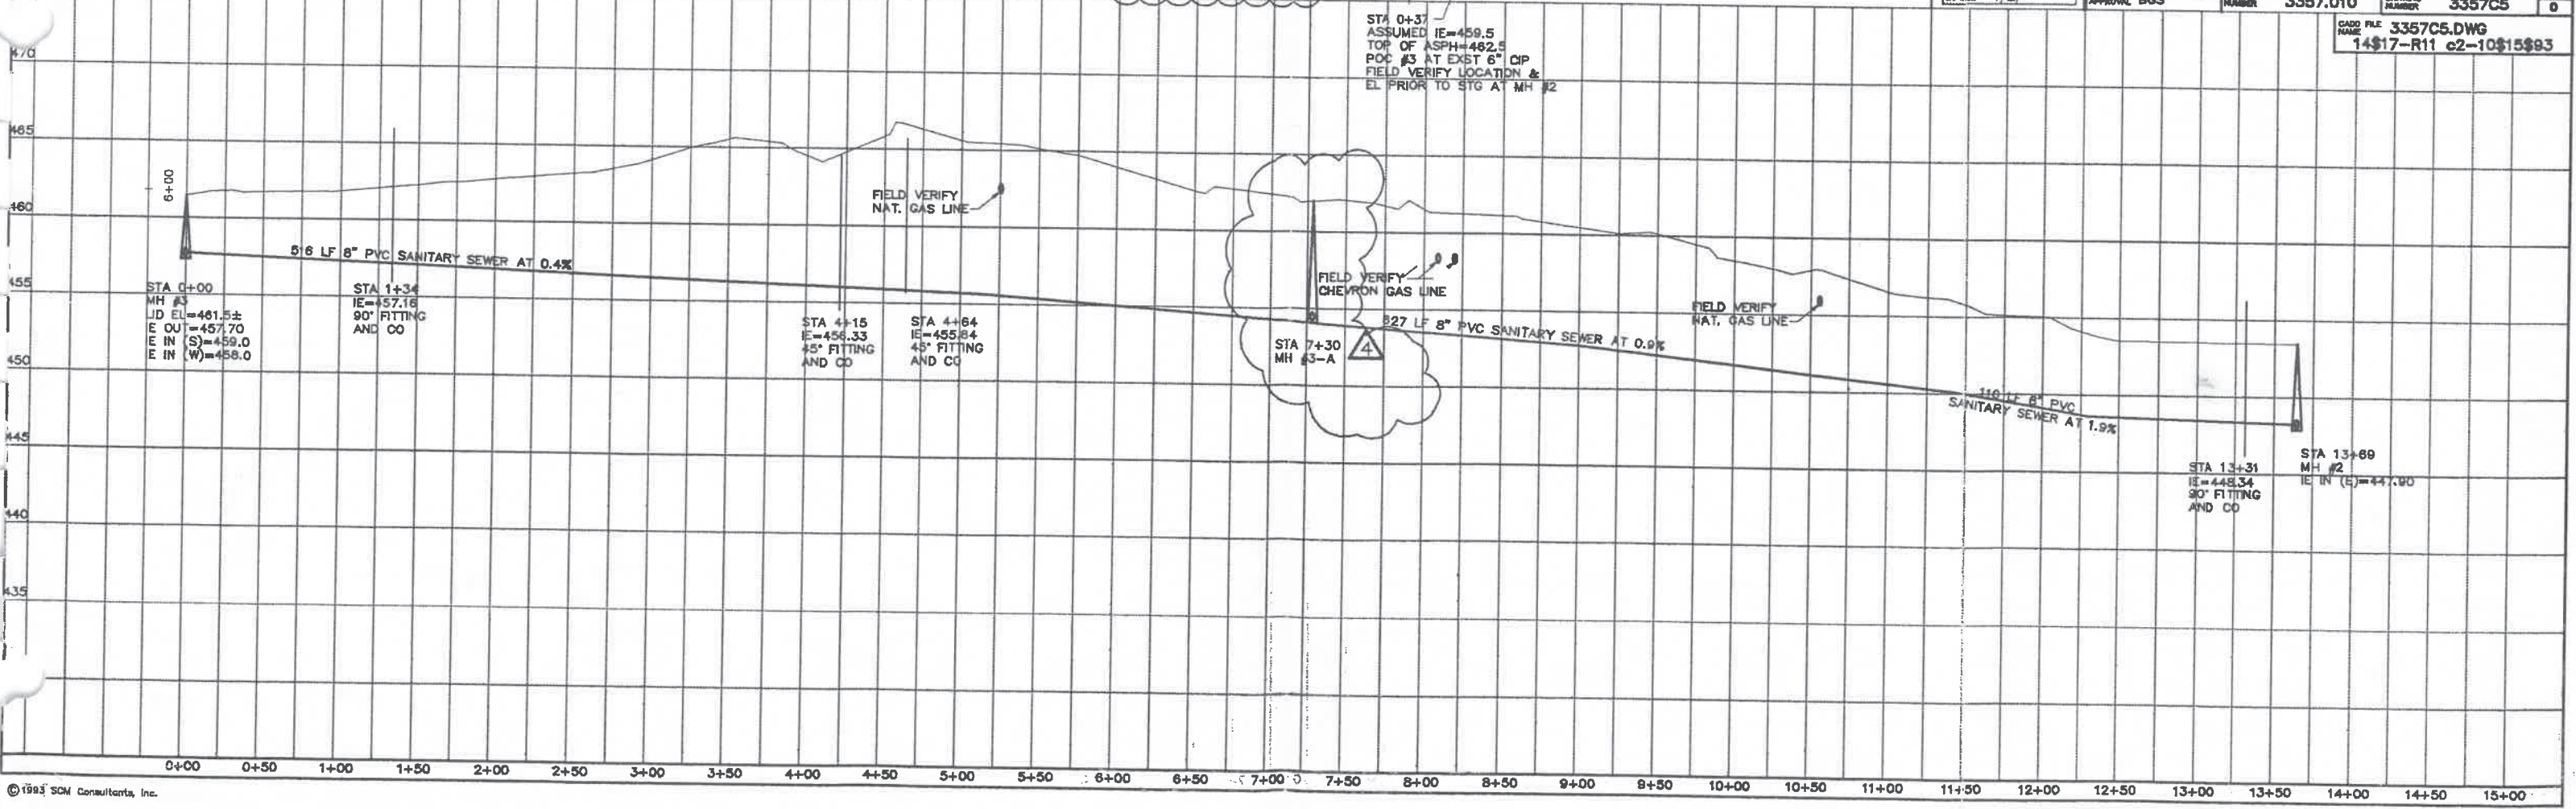 APPROVAL
NUMBER 3357.010
NUMBER 3357C5
0
CADD FILE
NAME 3357C5.DWG
14$17-R11 c2-10$15$93
STA 0+37
ASSUMED IE=459.5
TOP OF ASPH=462.5
POC #3 AT EXST 6" CIP
FIELD VERIFY LOCATION &
EL PRIOR TO STG AT MH #2
470
465
460
455
450
445
440
435
6+00
FIELD VERIFY
NAT. GAS LINE
516 LF 8" PVC SANITARY SEWER AT 0.4%
STA 0+00
MH #3
JD EL=461.5±
E OUT=457.70
E IN (S)=459.0
E IN (W)=458.0
STA 1+34
IE=457.16
90° FITTING
AND CO
STA 4+15
IE=456.33
45° FITTING
AND CO
STA 4+64
IE=455.64
45° FITTING
AND CO
FIELD VERIFY
CHEVRON GAS LINE
STA 7+30
MH #3-A
4
827 LF 8" PVC SANITARY SEWER AT 0.9%
FIELD VERIFY
NAT. GAS LINE
110 LF 8" PVC
SANITARY SEWER AT 1.9%
STA 13+31
IE=448.34
90° FITTING
AND CO
STA 13+69
MH #2
IE IN (E)=447.90
0+00 0+50 1+00 1+50 2+00 2+50 3+00 3+50 4+00 4+50 5+00 5+50 6+00 6+50 7+00 7+50 8+00 8+50 9+00 9+50 10+00 10+50 11+00 11+50 12+00 12+50 13+00 13+50 14+00 14+50 15+00
©1993 SCM Consultants, Inc.